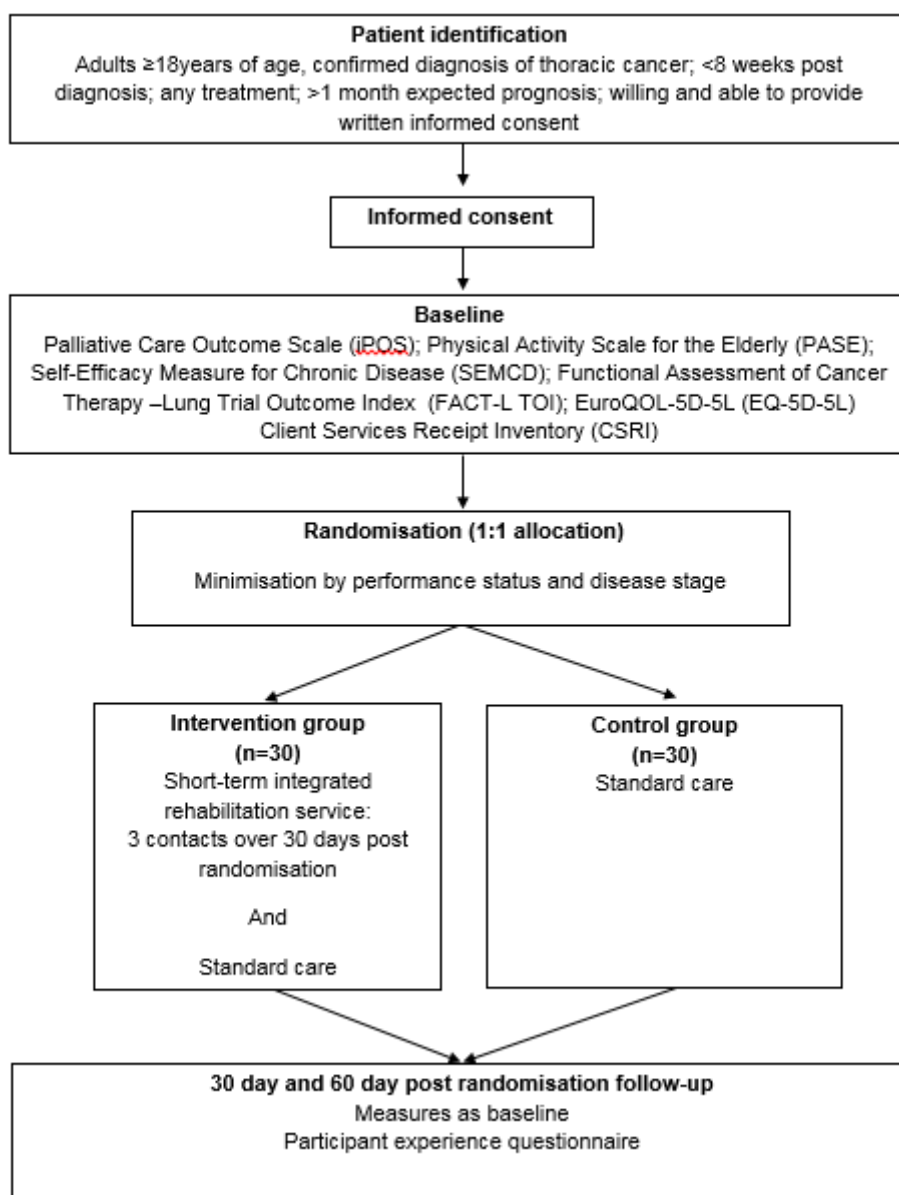 Patient identification
Adults ≥18years of age, confirmed diagnosis of thoracic cancer; <8 weeks post
diagnosis; any treatment; >1 month expected prognosis; willing and able to provide
written informed consent
Informed consent
Baseline
Palliative Care Outcome Scale (iPOS); Physical Activity Scale for the Elderly (PASE);
Self-Efficacy Measure for Chronic Disease (SEMCD); Functional Assessment of Cancer
Therapy –Lung Trial Outcome Index (FACT-L TOI); EuroQOL-5D-5L (EQ-5D-5L)
Client Services Receipt Inventory (CSRI)
Randomisation (1:1 allocation)
Minimisation by performance status and disease stage
Intervention group
(n=30)
Short-term integrated
rehabilitation service:
3 contacts over 30 days post
randomisation
And
Standard care
Control group
(n=30)
Standard care
30 day and 60 day post randomisation follow-up
Measures as baseline
Participant experience questionnaire